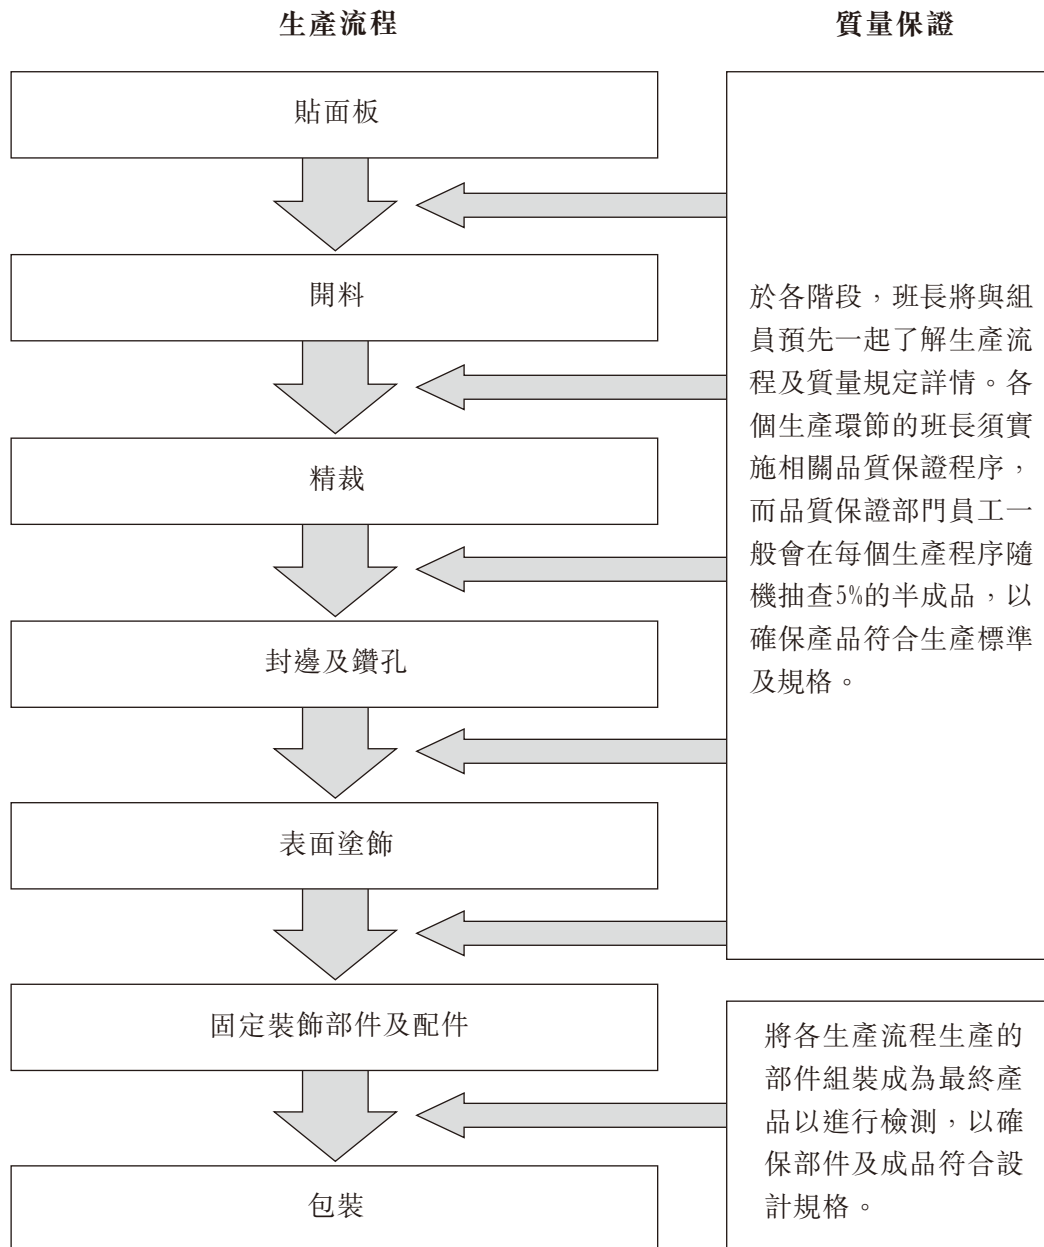 生產流程
質量保證
貼面板
開料
精裁
封邊及鑽孔
表面塗飾
固定裝飾部件及配件
包裝
於各階段，班長將與組
員預先一起了解生產流
程及質量規定詳情。各
個生產環節的班長須實
施相關品質保證程序，
而品質保證部門員工一
般會在每個生產程序隨
機抽查5%的半成品，以
確保產品符合生產標準
及規格。
將各生產流程生產的
部件組裝成為最終產
品以進行檢測，以確
保部件及成品符合設
計規格。